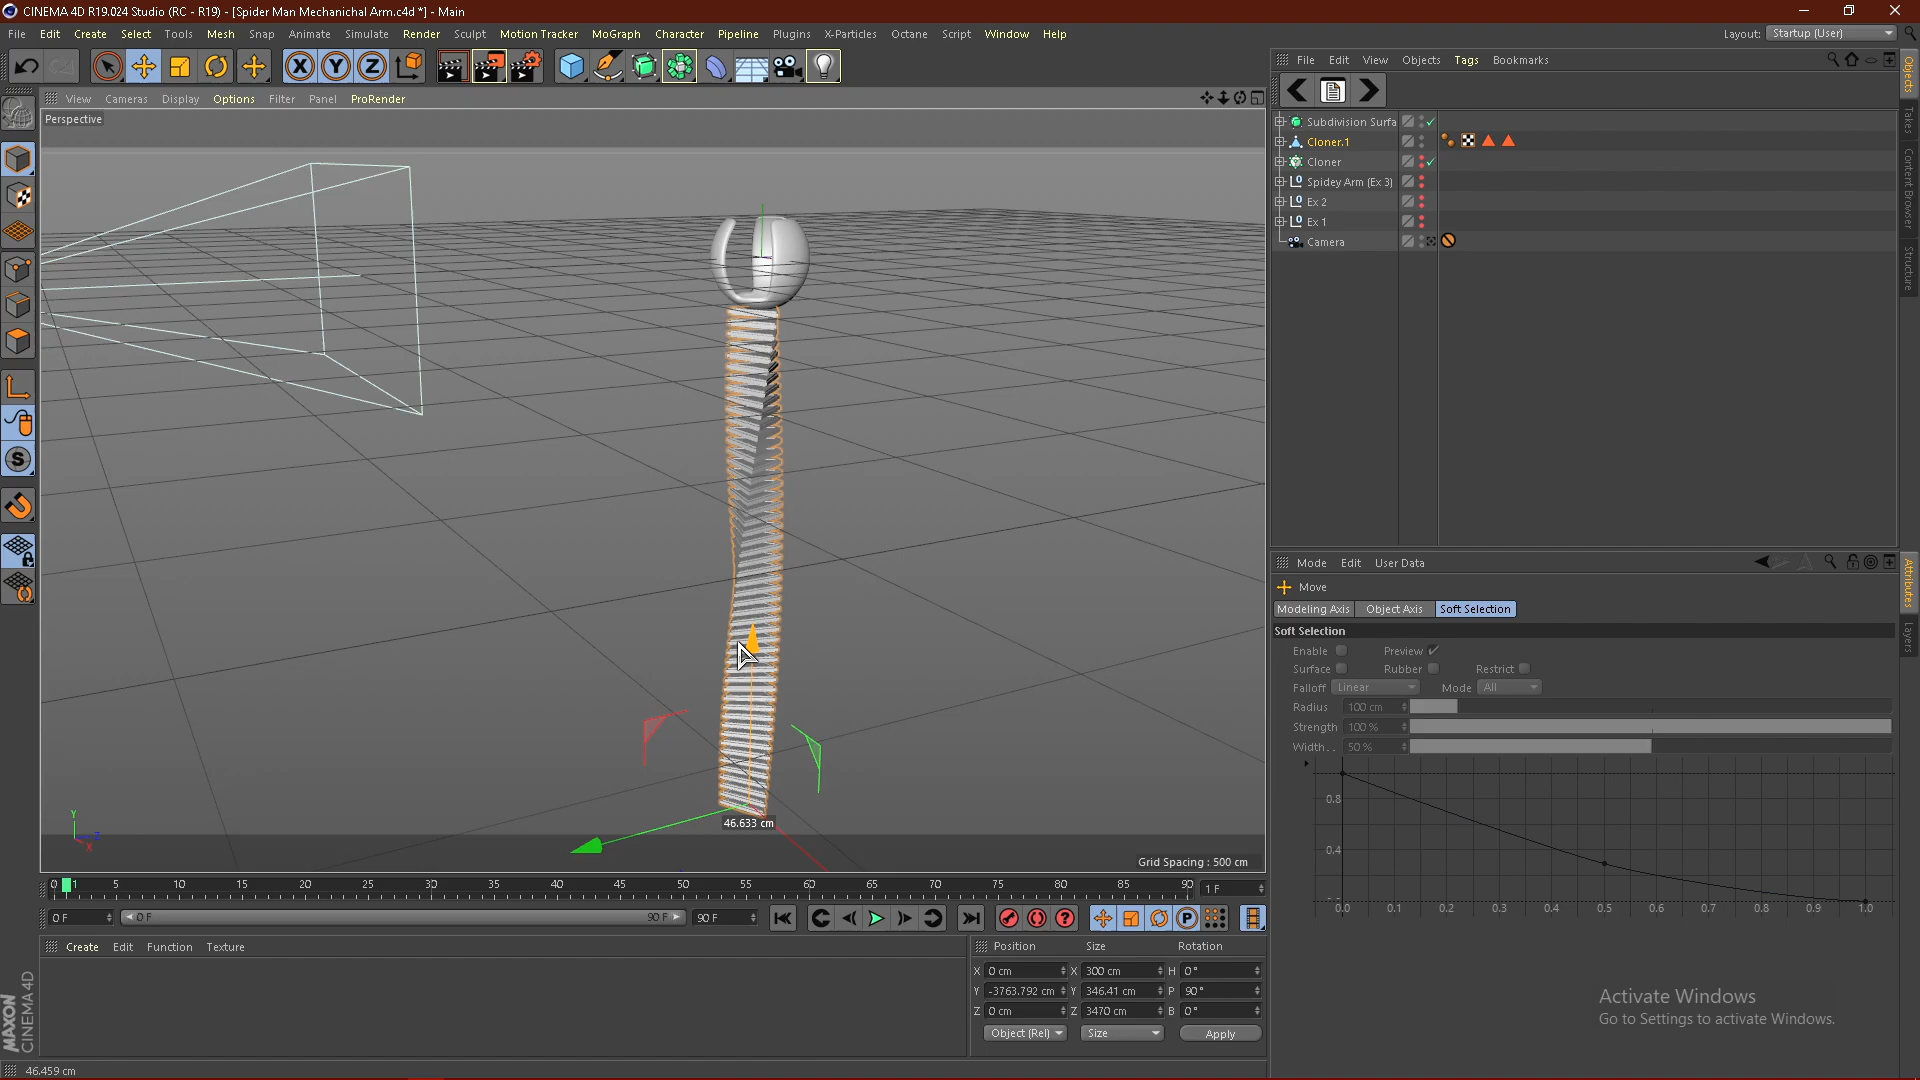 CINEMA 4D R19.024 Studio (RC - R19) - [Spider Man Mechanichal Arm.c4d *] - Main
File Edit Create Select Tools Mesh Snap Animate Simulate Sculpt Render Motion Tracker MoGraph Character Pipeline Plugins X-Particles Octane Script Window Help
Layout: Startup (User)
File Edit View Objects Tags Bookmarks
View Cameras Display Options Filter Panel ProRender
Perspective
Subdivision Surfa
Cloner.1
Cloner
Spidey Arm (Ex 3)
Ex 2
Ex 1
Camera
Objects
Takes
Content Browser
Structure
Mode Edit User Data
Move
Modeling Axis Object Axis Soft Selection
Soft Selection
Enable Preview
Surface Rubber Restrict
Falloff Linear Mode All
Radius 100 cm
Strength 100 %
Width.. 50 %
0.8
0.4
0.0 0.1 0.2 0.3 0.4 0.5 0.6 0.7 0.8 0.9 1.0
Attributes
Layers
46.633 cm
Y
Z
X
Grid Spacing : 500 cm
0 1 5 10 15 20 25 30 35 40 45 50 55 60 65 70 75 80 85 90 1 F
0 F 0 F 90 F 90 F
Create Edit Function Texture
Position Size Rotation
X 0 cm X 300 cm H 0°
Y -3763.792 cm Y 346.41 cm P 90°
Z 0 cm Z 3470 cm B 0°
Object (Rel) Size Apply
MAXON
CINEMA 4D
Activate Windows
Go to Settings to activate Windows.
46.459 cm